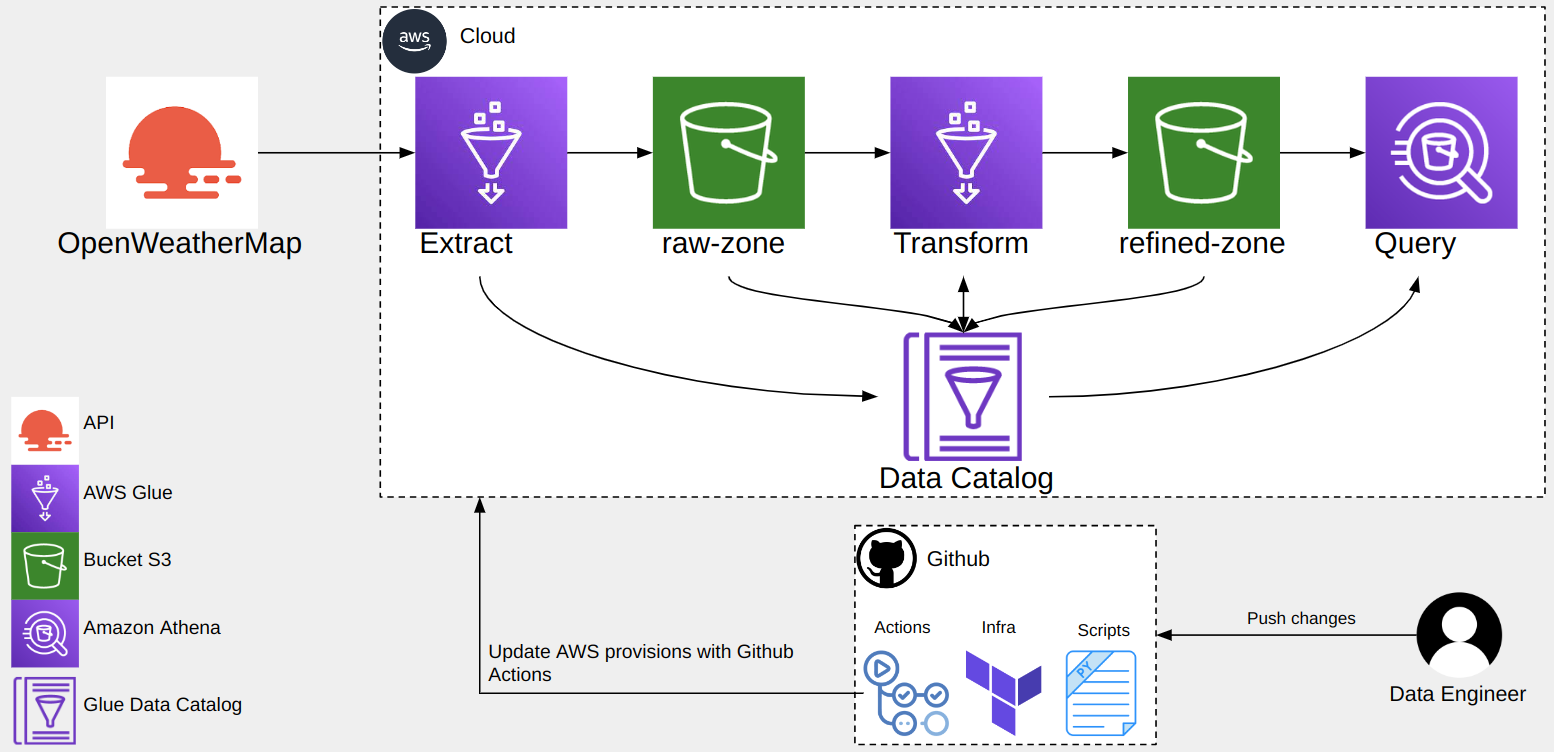 aws
Cloud
OpenWeatherMap
Extract
raw-zone
Transform
refined-zone
Query
Data Catalog
API
AWS Glue
Bucket S3
Amazon Athena
Glue Data Catalog
Update AWS provisions with Github
Actions
Github
Actions
Infra
Scripts
PY
Push changes
Data Engineer